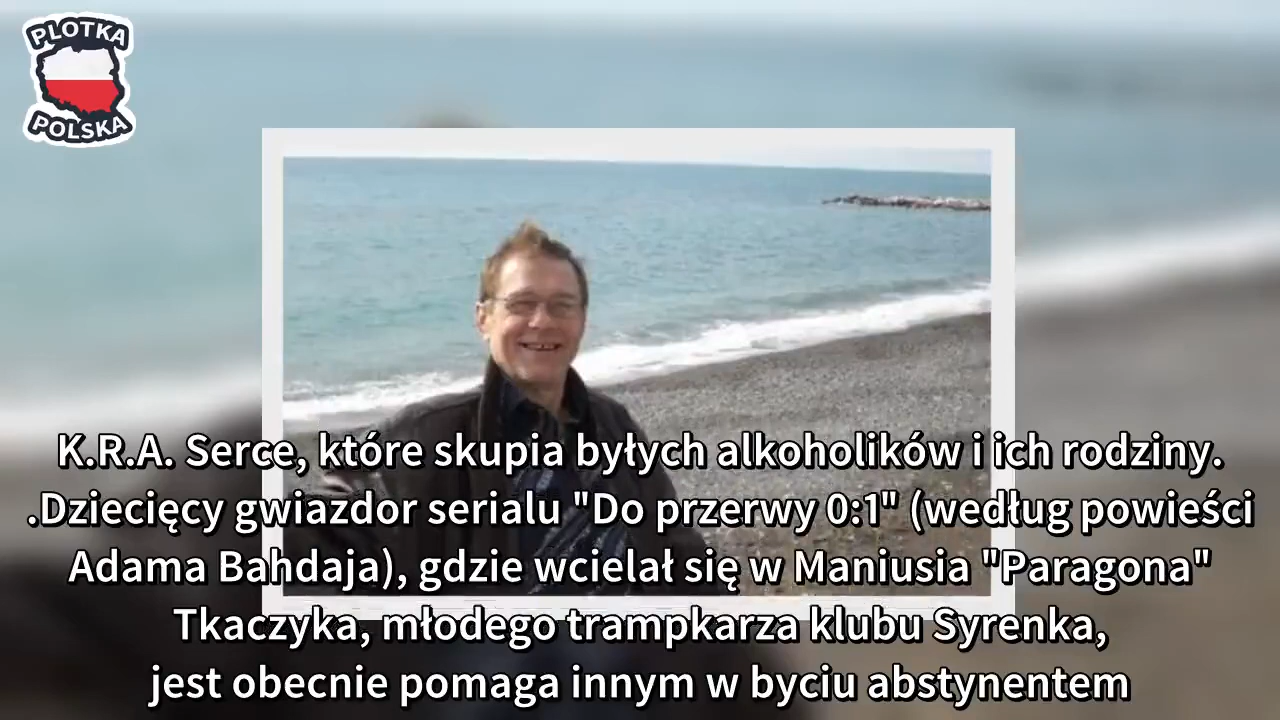 PLOTKA
POLSKA
K.R.A. Serce, które skupia byłych alkoholików i ich rodziny.
.Dziecięcy gwiazdor serialu "Do przerwy 0:1" (według powieści
Adama Bahdaja), gdzie wcielał się w Maniusia "Paragona"
Tkaczyka, młodego trampkarza klubu Syrenka,
jest obecnie pomaga innym w byciu abstynentem